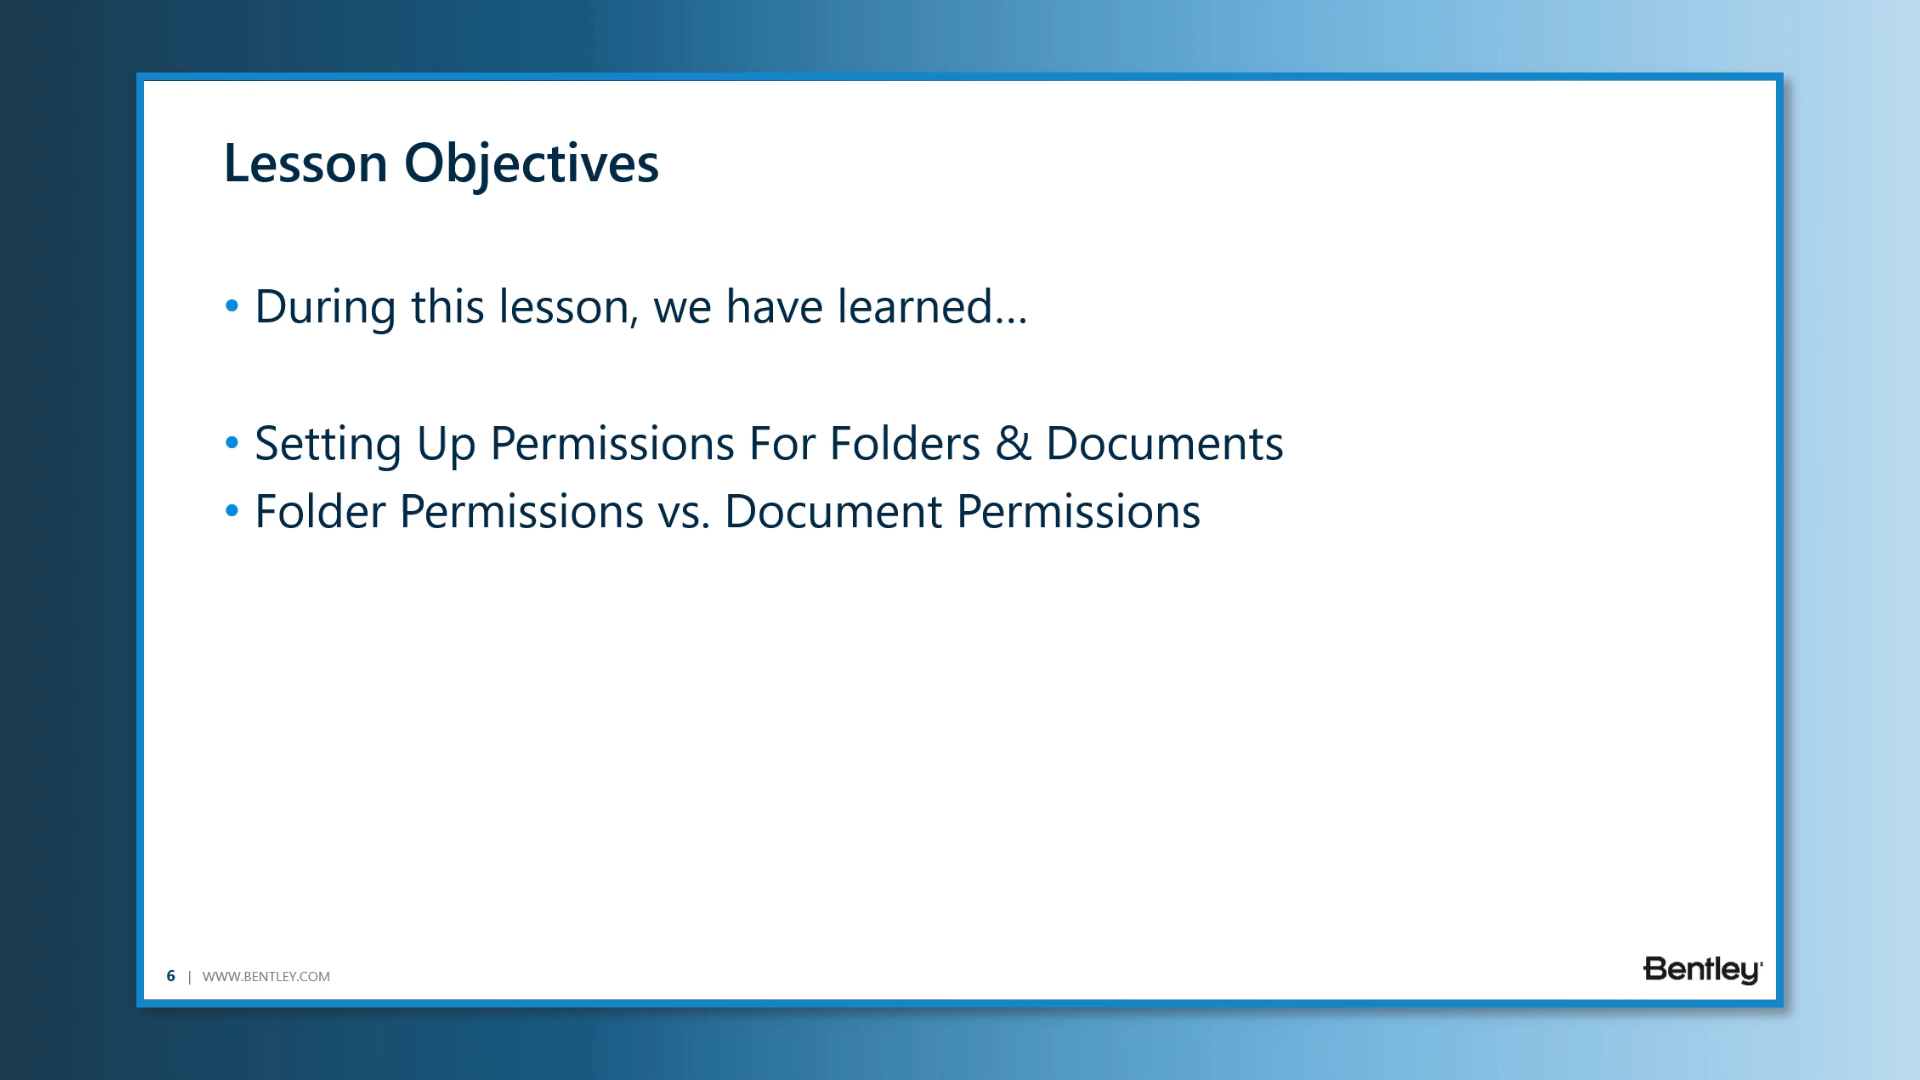 Lesson Objectives
• During this lesson, we have learned...
• Setting Up Permissions For Folders & Documents
• Folder Permissions vs. Document Permissions
6 | WWW.BENTLEY.COM
Bentley